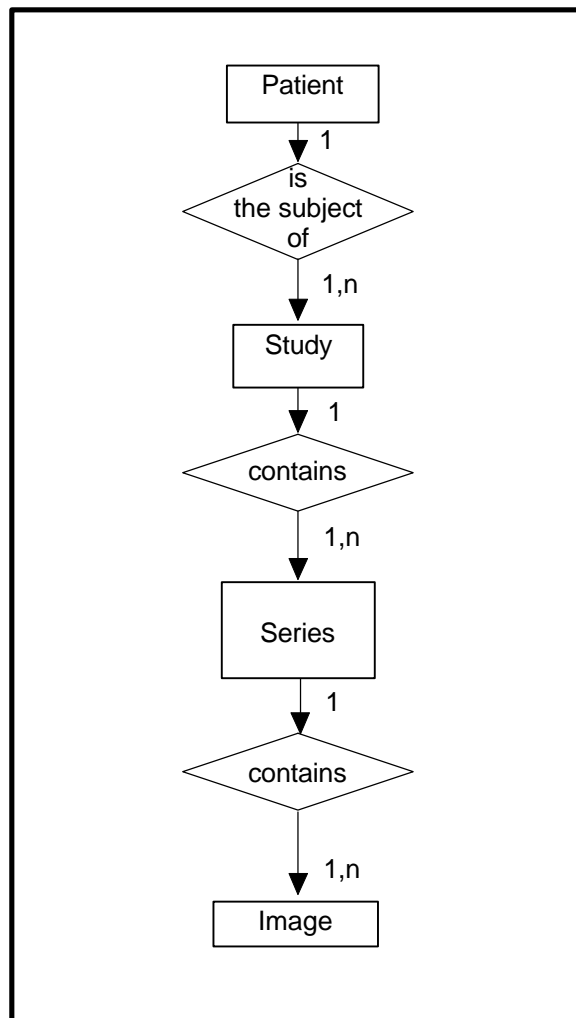 Patient
1
is
the subject
of
1,n
Study
1
contains
1,n
Series
1
contains
1,n
Image